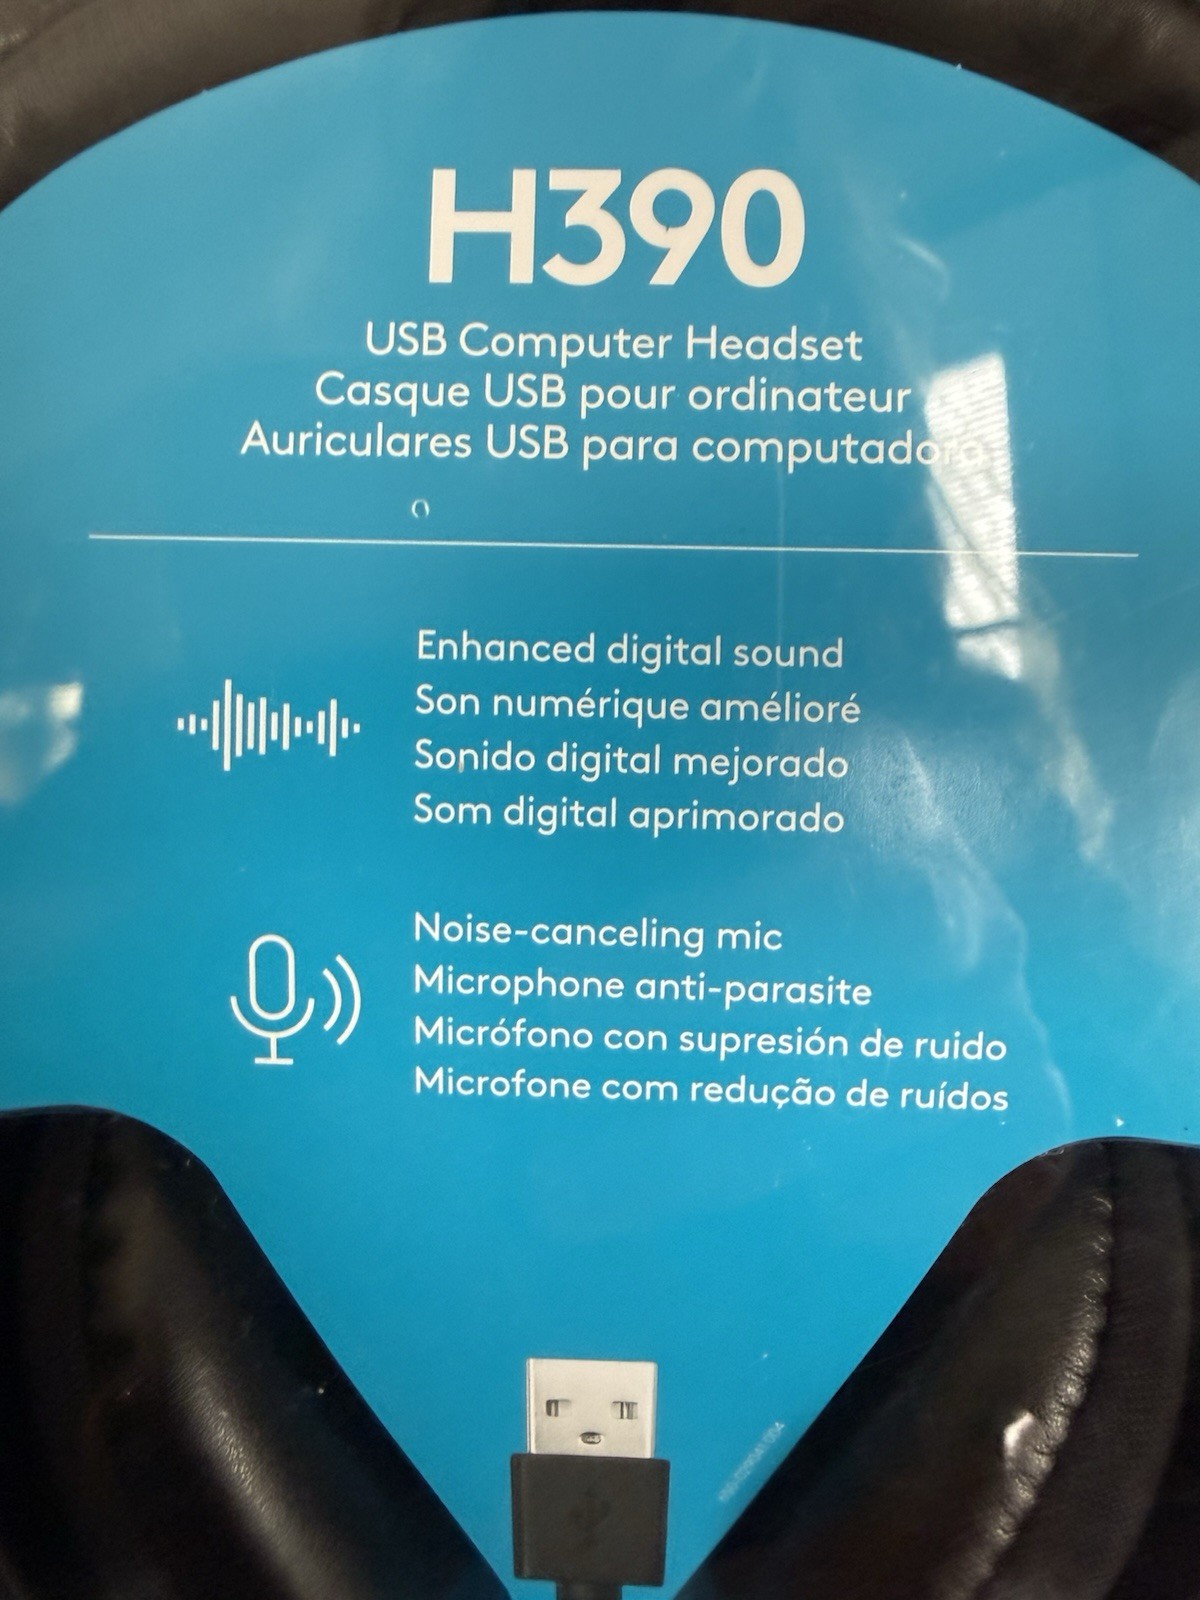 H390
USB Computer Headset
Casque USB pour ordinateur
Auriculares USB para computadora
Enhanced digital sound
Son numérique amélioré
Sonido digital mejorado
Som digital aprimorado
Noise-canceling mic
Microphone anti-parasite
Micrófono con supresión de ruido
Microfone com redução de ruídos